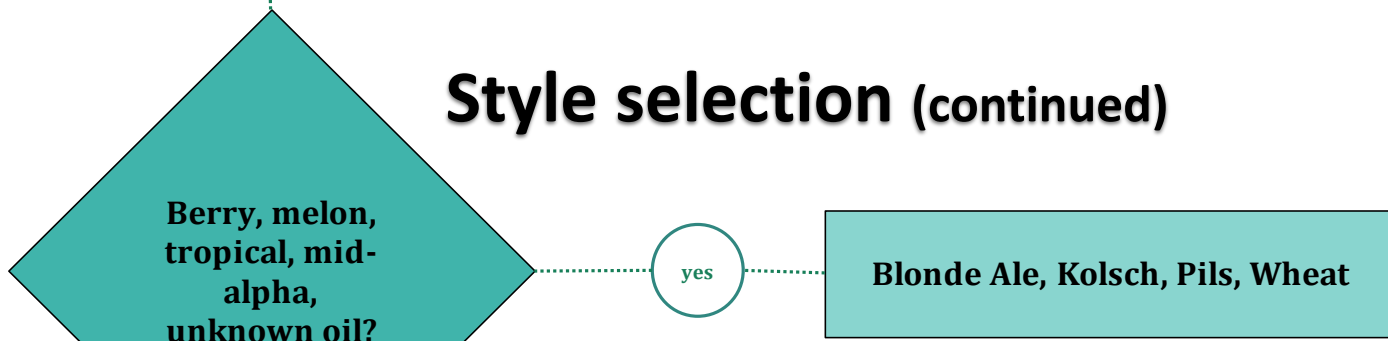 Style selection (continued)
Berry, melon,
tropical, mid-
alpha,
unknown oil?
yes
Blonde Ale, Kolsch, Pils, Wheat